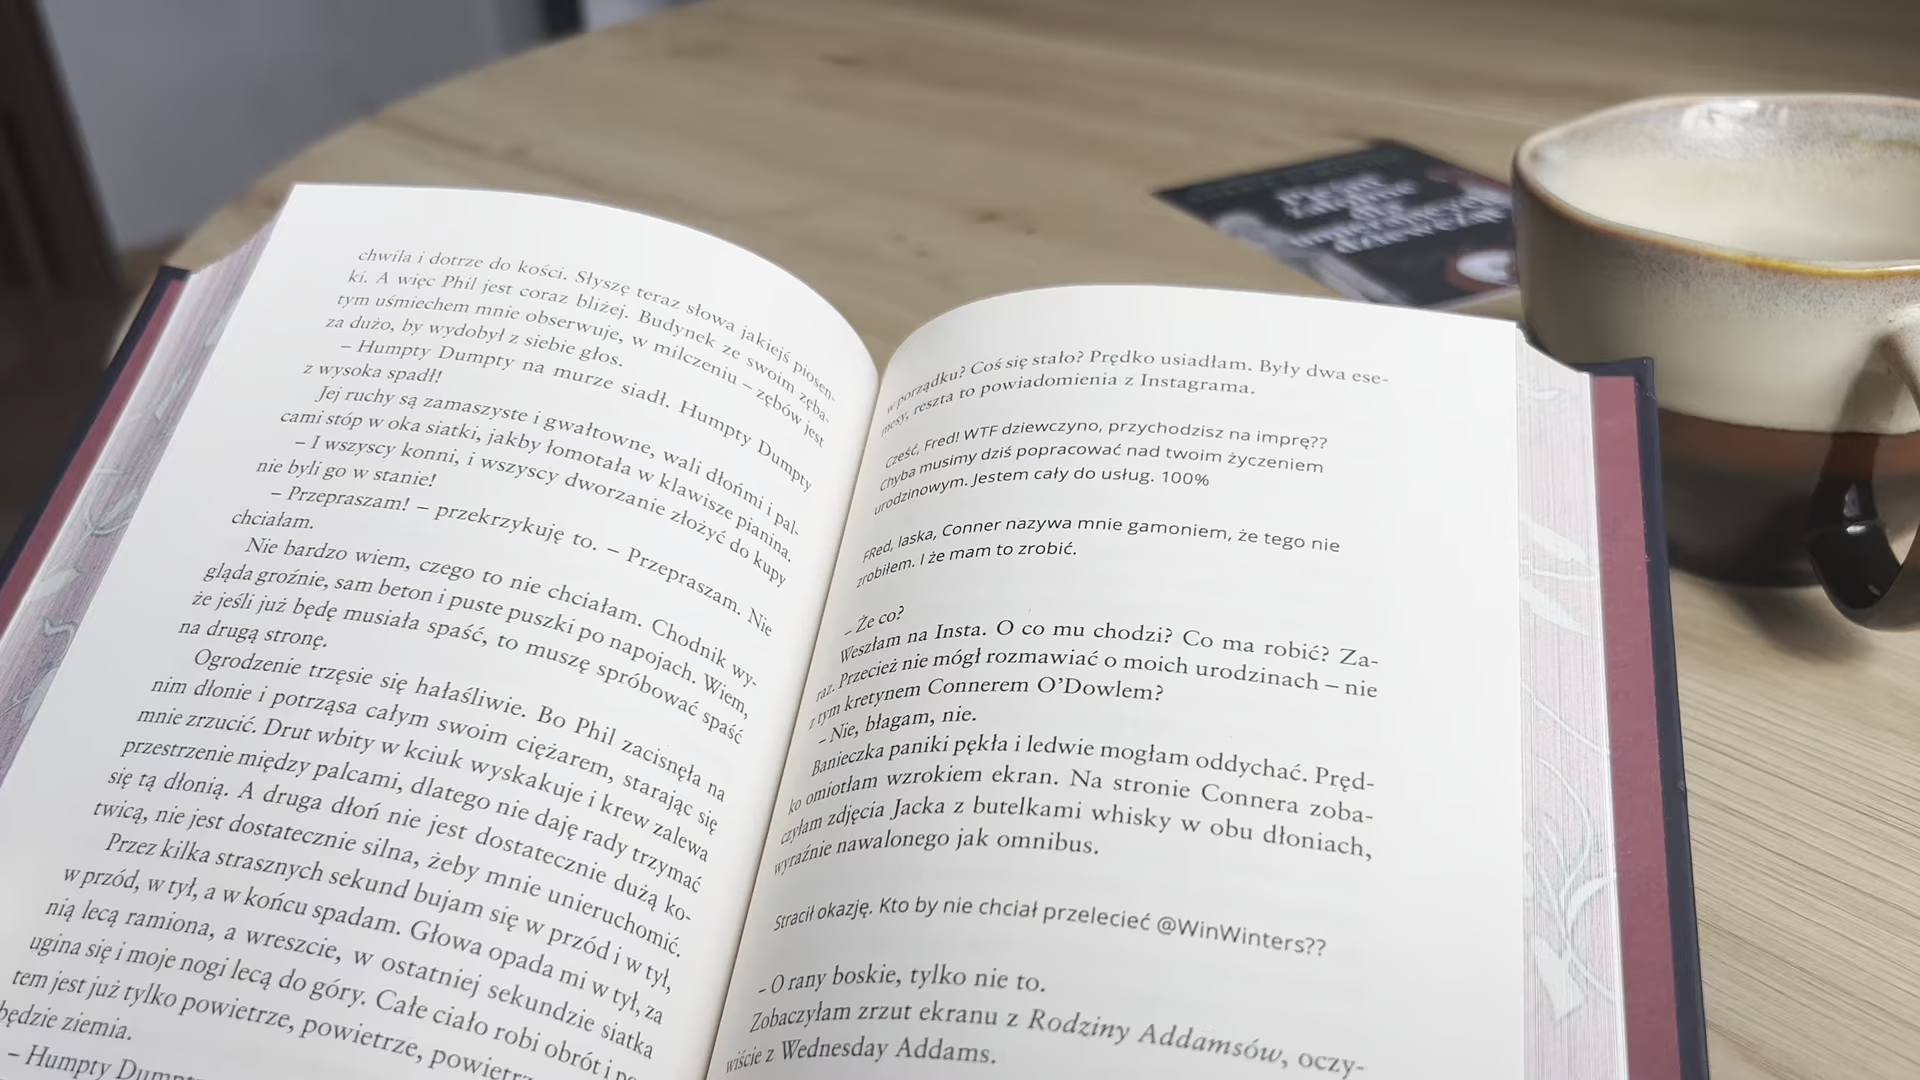 chwila i dotrze do kości. Słyszę teraz słowa jakiejś piosen-
ki. A więc Phil jest coraz bliżej. Budynek ze swoim zęba-
tym uśmiechem mnie obserwuje, w milczeniu – zębów jest
za dużo, by wydobył z siebie głos.
– Humpty Dumpty na murze siadł. Humpty Dumpty
z wysoka spadł!
Jej ruchy są zamaszyste i gwałtowne, wali dłońmi i pal-
cami stóp w oka siatki, jakby łomotała w klawisze pianina.
– I wszyscy konni, i wszyscy dworzanie złożyć do kupy
nie byli go w stanie!
– Przepraszam! – przekrzykuję to. – Przepraszam. Nie
chciałam.
Nie bardzo wiem, czego to nie chciałam. Chodnik wy-
gląda groźnie, sam beton i puste puszki po napojach. Wiem,
że jeśli już będę musiała spaść, to muszę spróbować spaść
na drugą stronę.
Ogrodzenie trzęsie się hałaśliwie. Bo Phil zacisnęła na
nim dłonie i potrząsa całym swoim ciężarem, starając się
mnie zrzucić. Drut wbity w kciuk wyskakuje i krew zalewa
przestrzenie między palcami, dlatego nie daję rady trzymać
się tą dłonią. A druga dłoń nie jest dostatecznie dużą ko-
twicą, nie jest dostatecznie silna, żeby mnie unieruchomić.
Przez kilka strasznych sekund bujam się w przód i w tył,
w przód, w tył, a w końcu spadam. Głowa opada mi w tył, za
nią lecą ramiona, a wreszcie, w ostatniej sekundzie siatka
ugina się i moje nogi lecą do góry. Całe ciało robi obrót i po-
tem jest już tylko powietrze, powietrze, powietrz
będzie ziemia.
– Humpty Dumpty
w porządku? Coś się stało? Prędko usiadłam. Były dwa ese-
mesy, reszta to powiadomienia z Instagrama.
Cześć, Fred! WTF dziewczyno, przychodzisz na imprę??
Chyba musimy dziś popracować nad twoim życzeniem
urodzinowym. Jestem cały do usług. 100%
FRed, laska, Conner nazywa mnie gamoniem, że tego nie
zrobiłem. I że mam to zrobić.
– Że co?
Weszłam na Insta. O co mu chodzi? Co ma robić? Za-
raz. Przecież nie mógł rozmawiać o moich urodzinach – nie
z tym kretynem Connerem O'Dowlem?
– Nie, błagam, nie.
Banieczka paniki pękła i ledwie mogłam oddychać. Pręd-
ko omiotłam wzrokiem ekran. Na stronie Connera zoba-
czyłam zdjęcia Jacka z butelkami whisky w obu dłoniach,
wyraźnie nawalonego jak omnibus.
Stracił okazję. Kto by nie chciał przelecieć @WinWinters??
– O rany boskie, tylko nie to.
Zobaczyłam zrzut ekranu z Rodziny Addamsów, oczy-
wiście z Wednesday Addams.